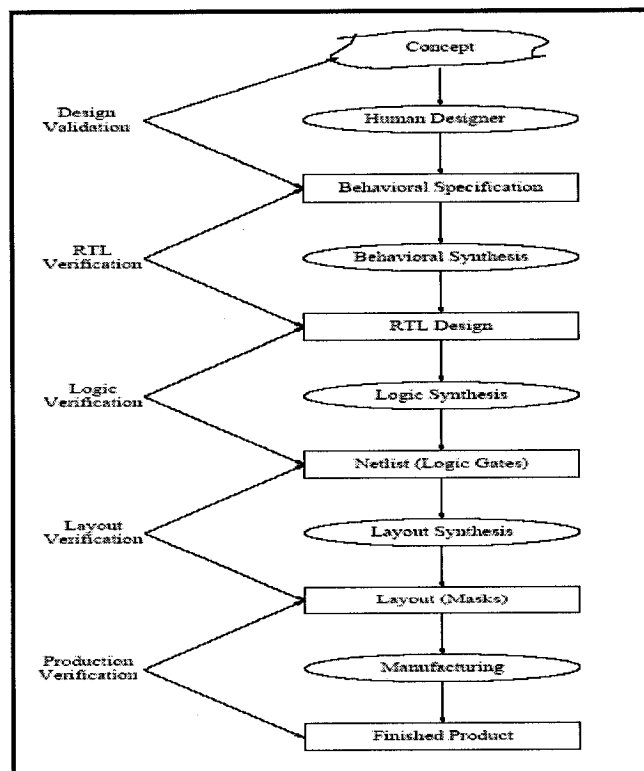 Concept
Design
Validation
Human Designer
Behavioral Specification
RTL
Verification
Behavioral Synthesis
RTL Design
Logic
Verification
Logic Synthesis
Netlist (Logic Gates)
Layout
Verification
Layout Synthesis
Layout (Masks)
Production
Verification
Manufacturing
Finished Product